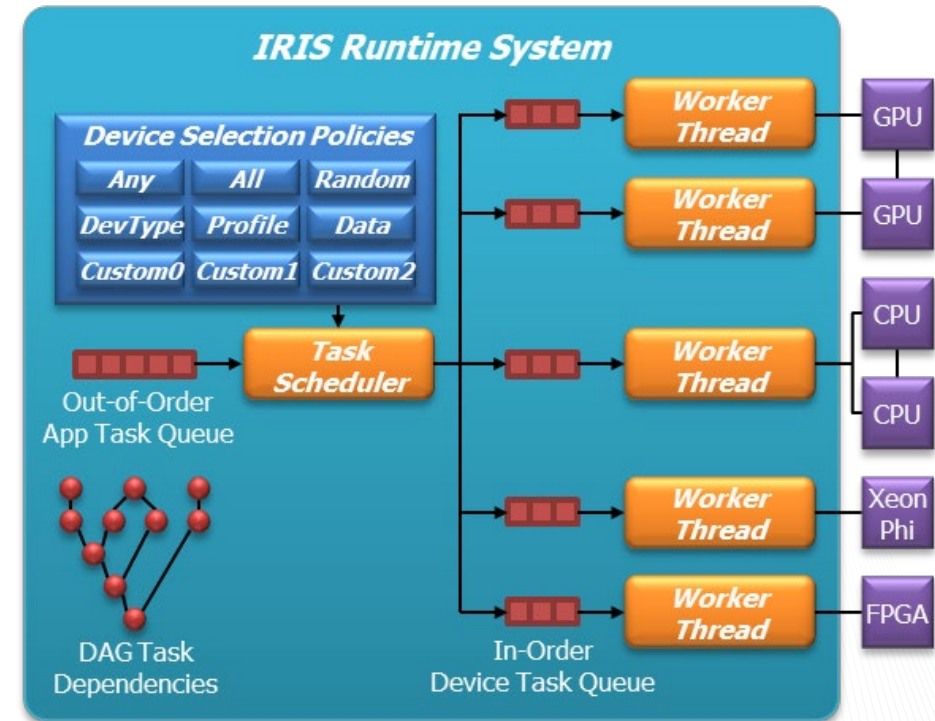 IRIS Runtime System
Device Selection Policies
Any All Random
DevType Profile Data
Custom0 Custom1 Custom2
Task
Scheduler
Out-of-Order
App Task Queue
DAG Task
Dependencies
In-Order
Device Task Queue
Worker
Thread
GPU
Worker
Thread
GPU
Worker
Thread
CPU
CPU
Worker
Thread
Xeon
Phi
Worker
Thread
FPGA